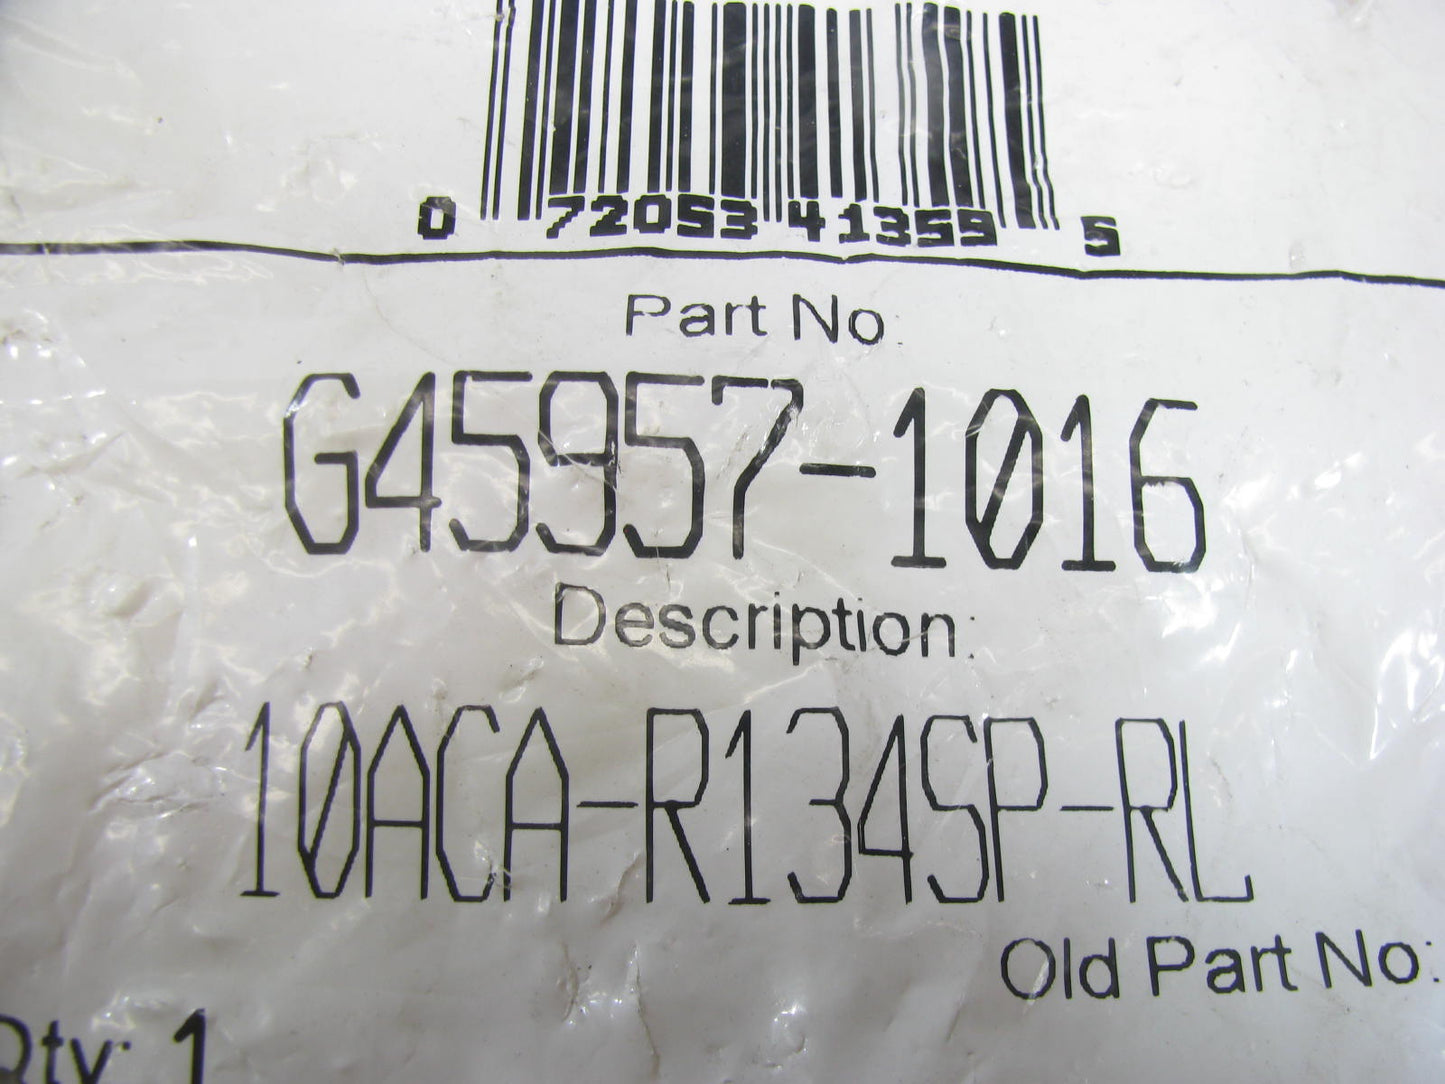 0 72053 41359 5
Part No
G45957-1016
Description:
10ACA-R134SP-RL
Old Part No:
Qty: 1